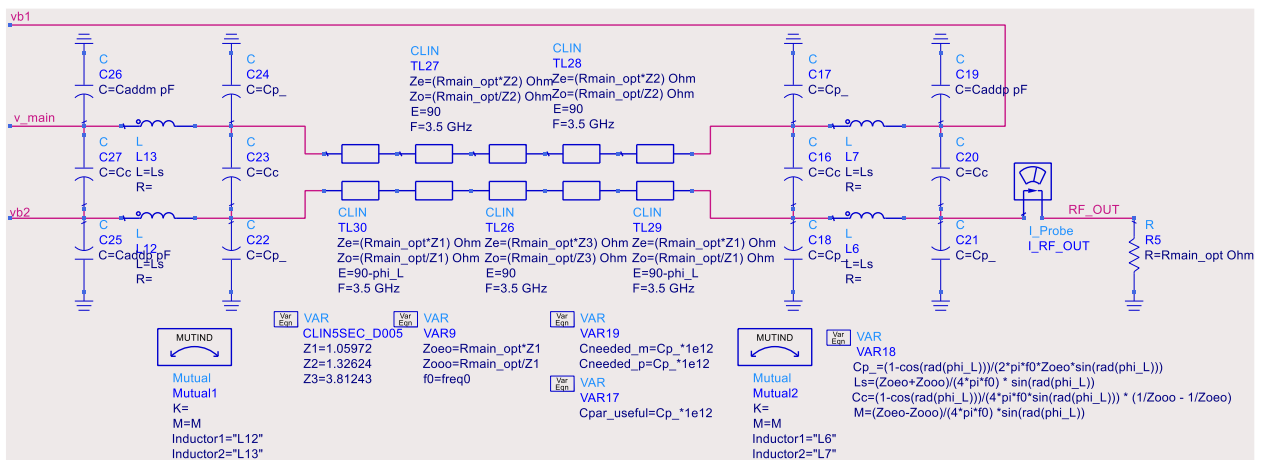 vb1
C
C26
C=Caddm pF
C
C24
C=Cp_
CLIN
TL27
Ze=(Rmain_opt*Z2) Ohm
Zo=(Rmain_opt/Z2) Ohm
E=90
F=3.5 GHz
CLIN
TL28
Ze=(Rmain_opt*Z2) Ohm
Zo=(Rmain_opt/Z2) Ohm
E=90
F=3.5 GHz
C
C17
C=Cp_
C
C19
C=Caddp pF
v_main
C
C27
C=Cc
L
L13
L=Ls
R=
C
C23
C=Cc
C
C16
C=Cc
L
L7
L=Ls
R=
C
C20
C=Cc
vb2
C
C25
C=Caddp pF
L
L12
L=Ls
R=
C
C22
C=Cp_
CLIN
TL30
Ze=(Rmain_opt*Z1) Ohm
Zo=(Rmain_opt/Z1) Ohm
E=90-phi_L
F=3.5 GHz
CLIN
TL26
Ze=(Rmain_opt*Z3) Ohm
Zo=(Rmain_opt/Z3) Ohm
E=90
F=3.5 GHz
CLIN
TL29
Ze=(Rmain_opt*Z1) Ohm
Zo=(Rmain_opt/Z1) Ohm
E=90-phi_L
F=3.5 GHz
C
C18
C=Cp_
L
L6
L=Ls
R=
C
C21
C=Cp_
I_Probe
I_RF_OUT
RF_OUT
R
R5
R=Rmain_opt Ohm
MUTIND
Mutual
Mutual1
K=
M=M
Inductor1="L12"
Inductor2="L13"
Var
Eqn
VAR
CLIN5SEC_D005
Z1=1.05972
Z2=1.32624
Z3=3.81243
Var
Eqn
VAR
VAR9
Zoeo=Rmain_opt*Z1
Zooo=Rmain_opt/Z1
f0=freq0
Var
Eqn
VAR
VAR19
Cneeded_m=Cp_*1e12
Cneeded_p=Cp_*1e12
Var
Eqn
VAR
VAR17
Cpar_useful=Cp_*1e12
MUTIND
Mutual
Mutual2
K=
M=M
Inductor1="L6"
Inductor2="L7"
Var
Eqn
VAR
VAR18
Cp_=(1-cos(rad(phi_L)))/(2*pi*f0*Zoeo*sin(rad(phi_L)))
Ls=(Zoeo+Zooo)/(4*pi*f0) * sin(rad(phi_L))
Cc=(1-cos(rad(phi_L)))/(4*pi*f0*sin(rad(phi_L))) * (1/Zooo - 1/Zoeo)
M=(Zoeo-Zooo)/(4*pi*f0) *sin(rad(phi_L))